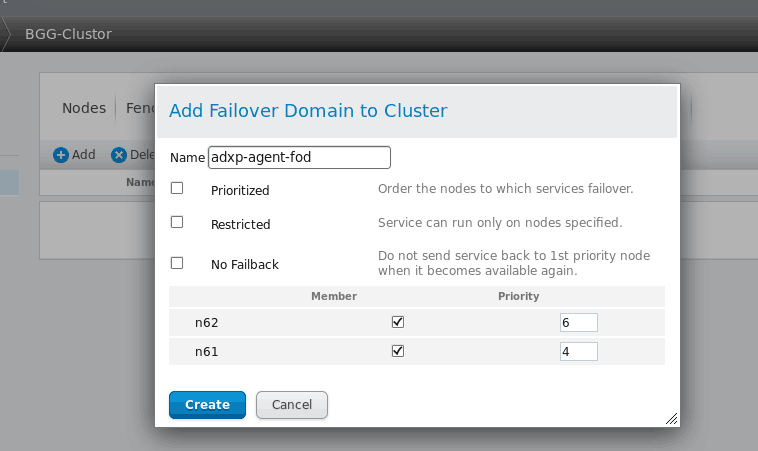 BGG-Clustor
Nodes
Fen
Add Failover Domain to Cluster
Add
Dele
Name
Name adxp-agent-fod
Prioritized Order the nodes to which services failover.
Restricted Service can run only on nodes specified.
No Failback Do not send service back to 1st priority node
when it becomes available again.
Member Priority
n62 6
n61 4
Create Cancel